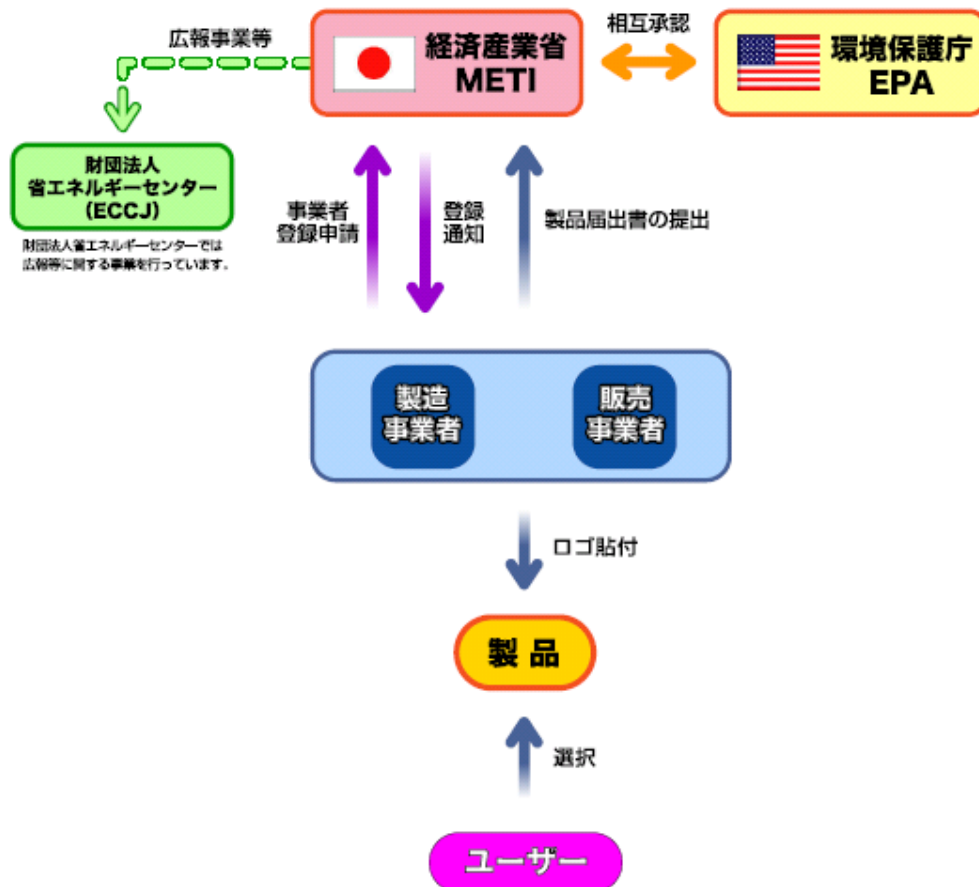 広報事業等
経済産業省
METI
相互承認
環境保護庁
EPA
財団法人
省エネルギーセンター
(ECCJ)
財団法人省エネルギーセンターでは
広報等に関する事業を行っています。
事業者
登録申請
登録
通知
製品届出書の提出
製造
事業者
販売
事業者
ロゴ貼付
製品
選択
ユーザー